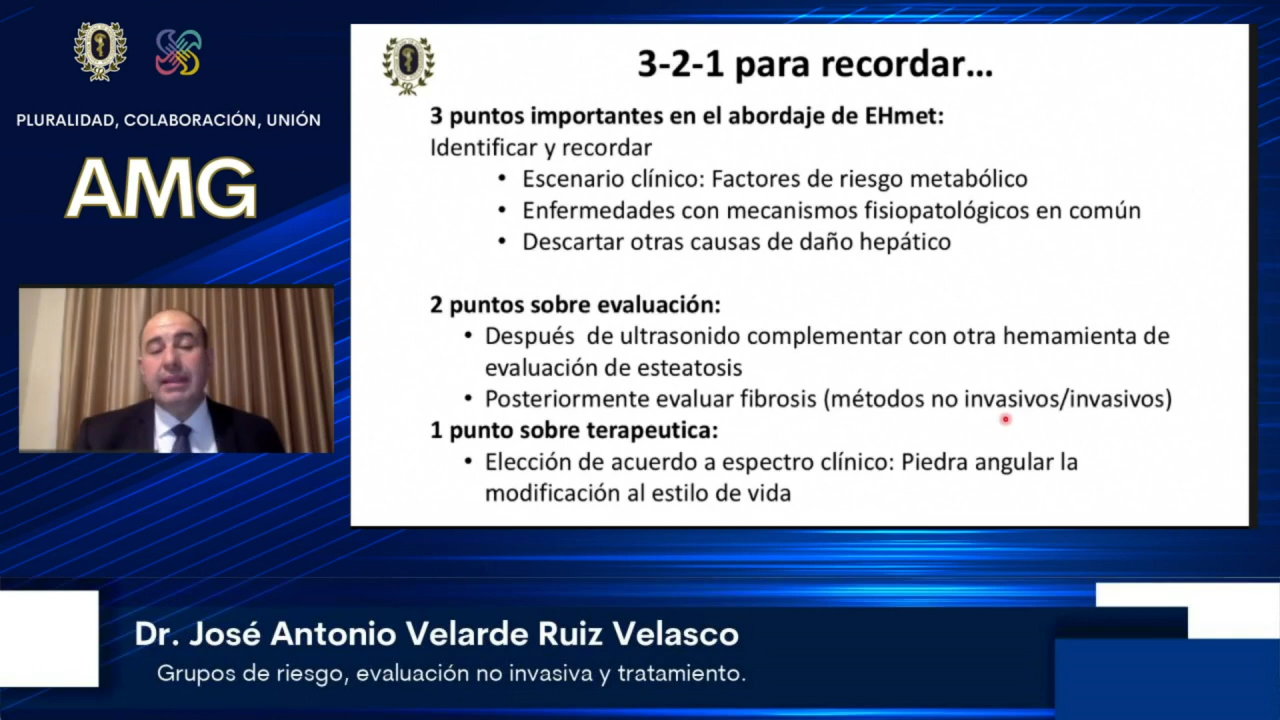 PLURALIDAD, COLABORACIÓN, UNIÓN
AMG
3-2-1 para recordar...
3 puntos importantes en el abordaje de EHmet:
Identificar y recordar
• Escenario clínico: Factores de riesgo metabólico
• Enfermedades con mecanismos fisiopatológicos en común
• Descartar otras causas de daño hepático
2 puntos sobre evaluación:
• Después de ultrasonido complementar con otra hemamienta de
evaluación de esteatosis
• Posteriormente evaluar fibrosis (métodos no invasivos/invasivos)
1 punto sobre terapeutica:
• Elección de acuerdo a espectro clínico: Piedra angular la
modificación al estilo de vida
Dr. José Antonio Velarde Ruiz Velasco
Grupos de riesgo, evaluación no invasiva y tratamiento.